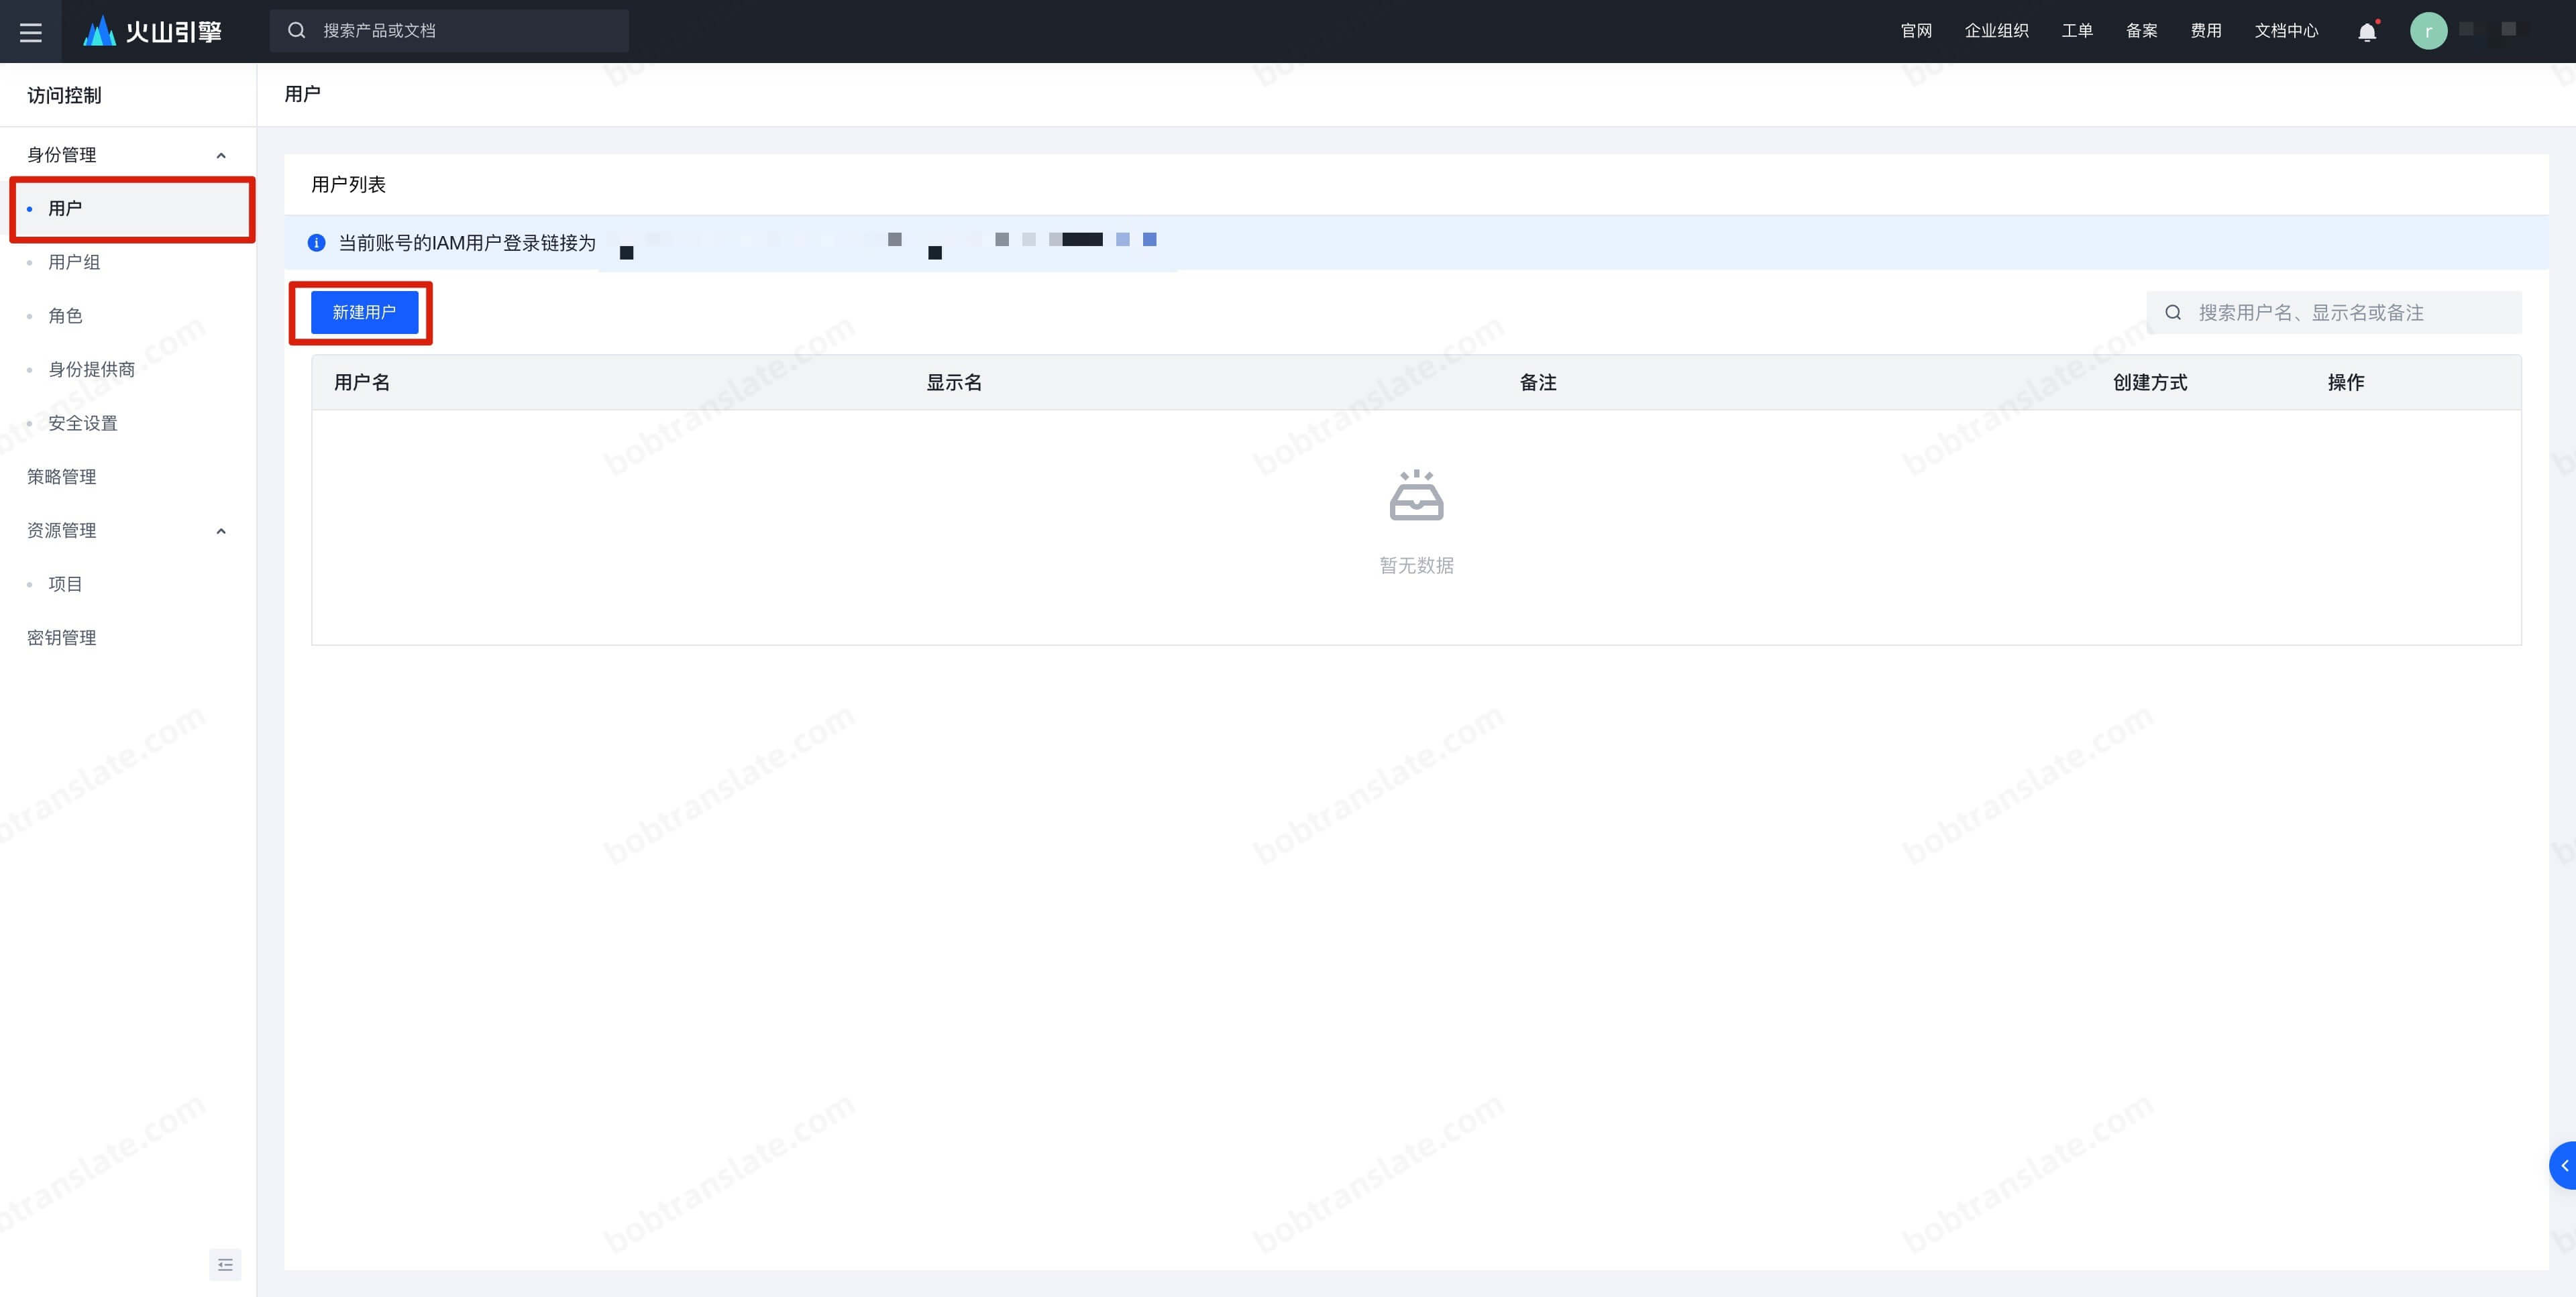 火山引擎
搜索产品或文档
官网
企业组织
工单
备案
费用
文档中心
r
访问控制
用户
身份管理
用户
用户组
角色
身份提供商
安全设置
策略管理
资源管理
项目
密钥管理
用户列表
当前账号的IAM用户登录链接为
新建用户
搜索用户名、显示名或备注
用户名
显示名
备注
创建方式
操作
暂无数据
bobtranslate.com